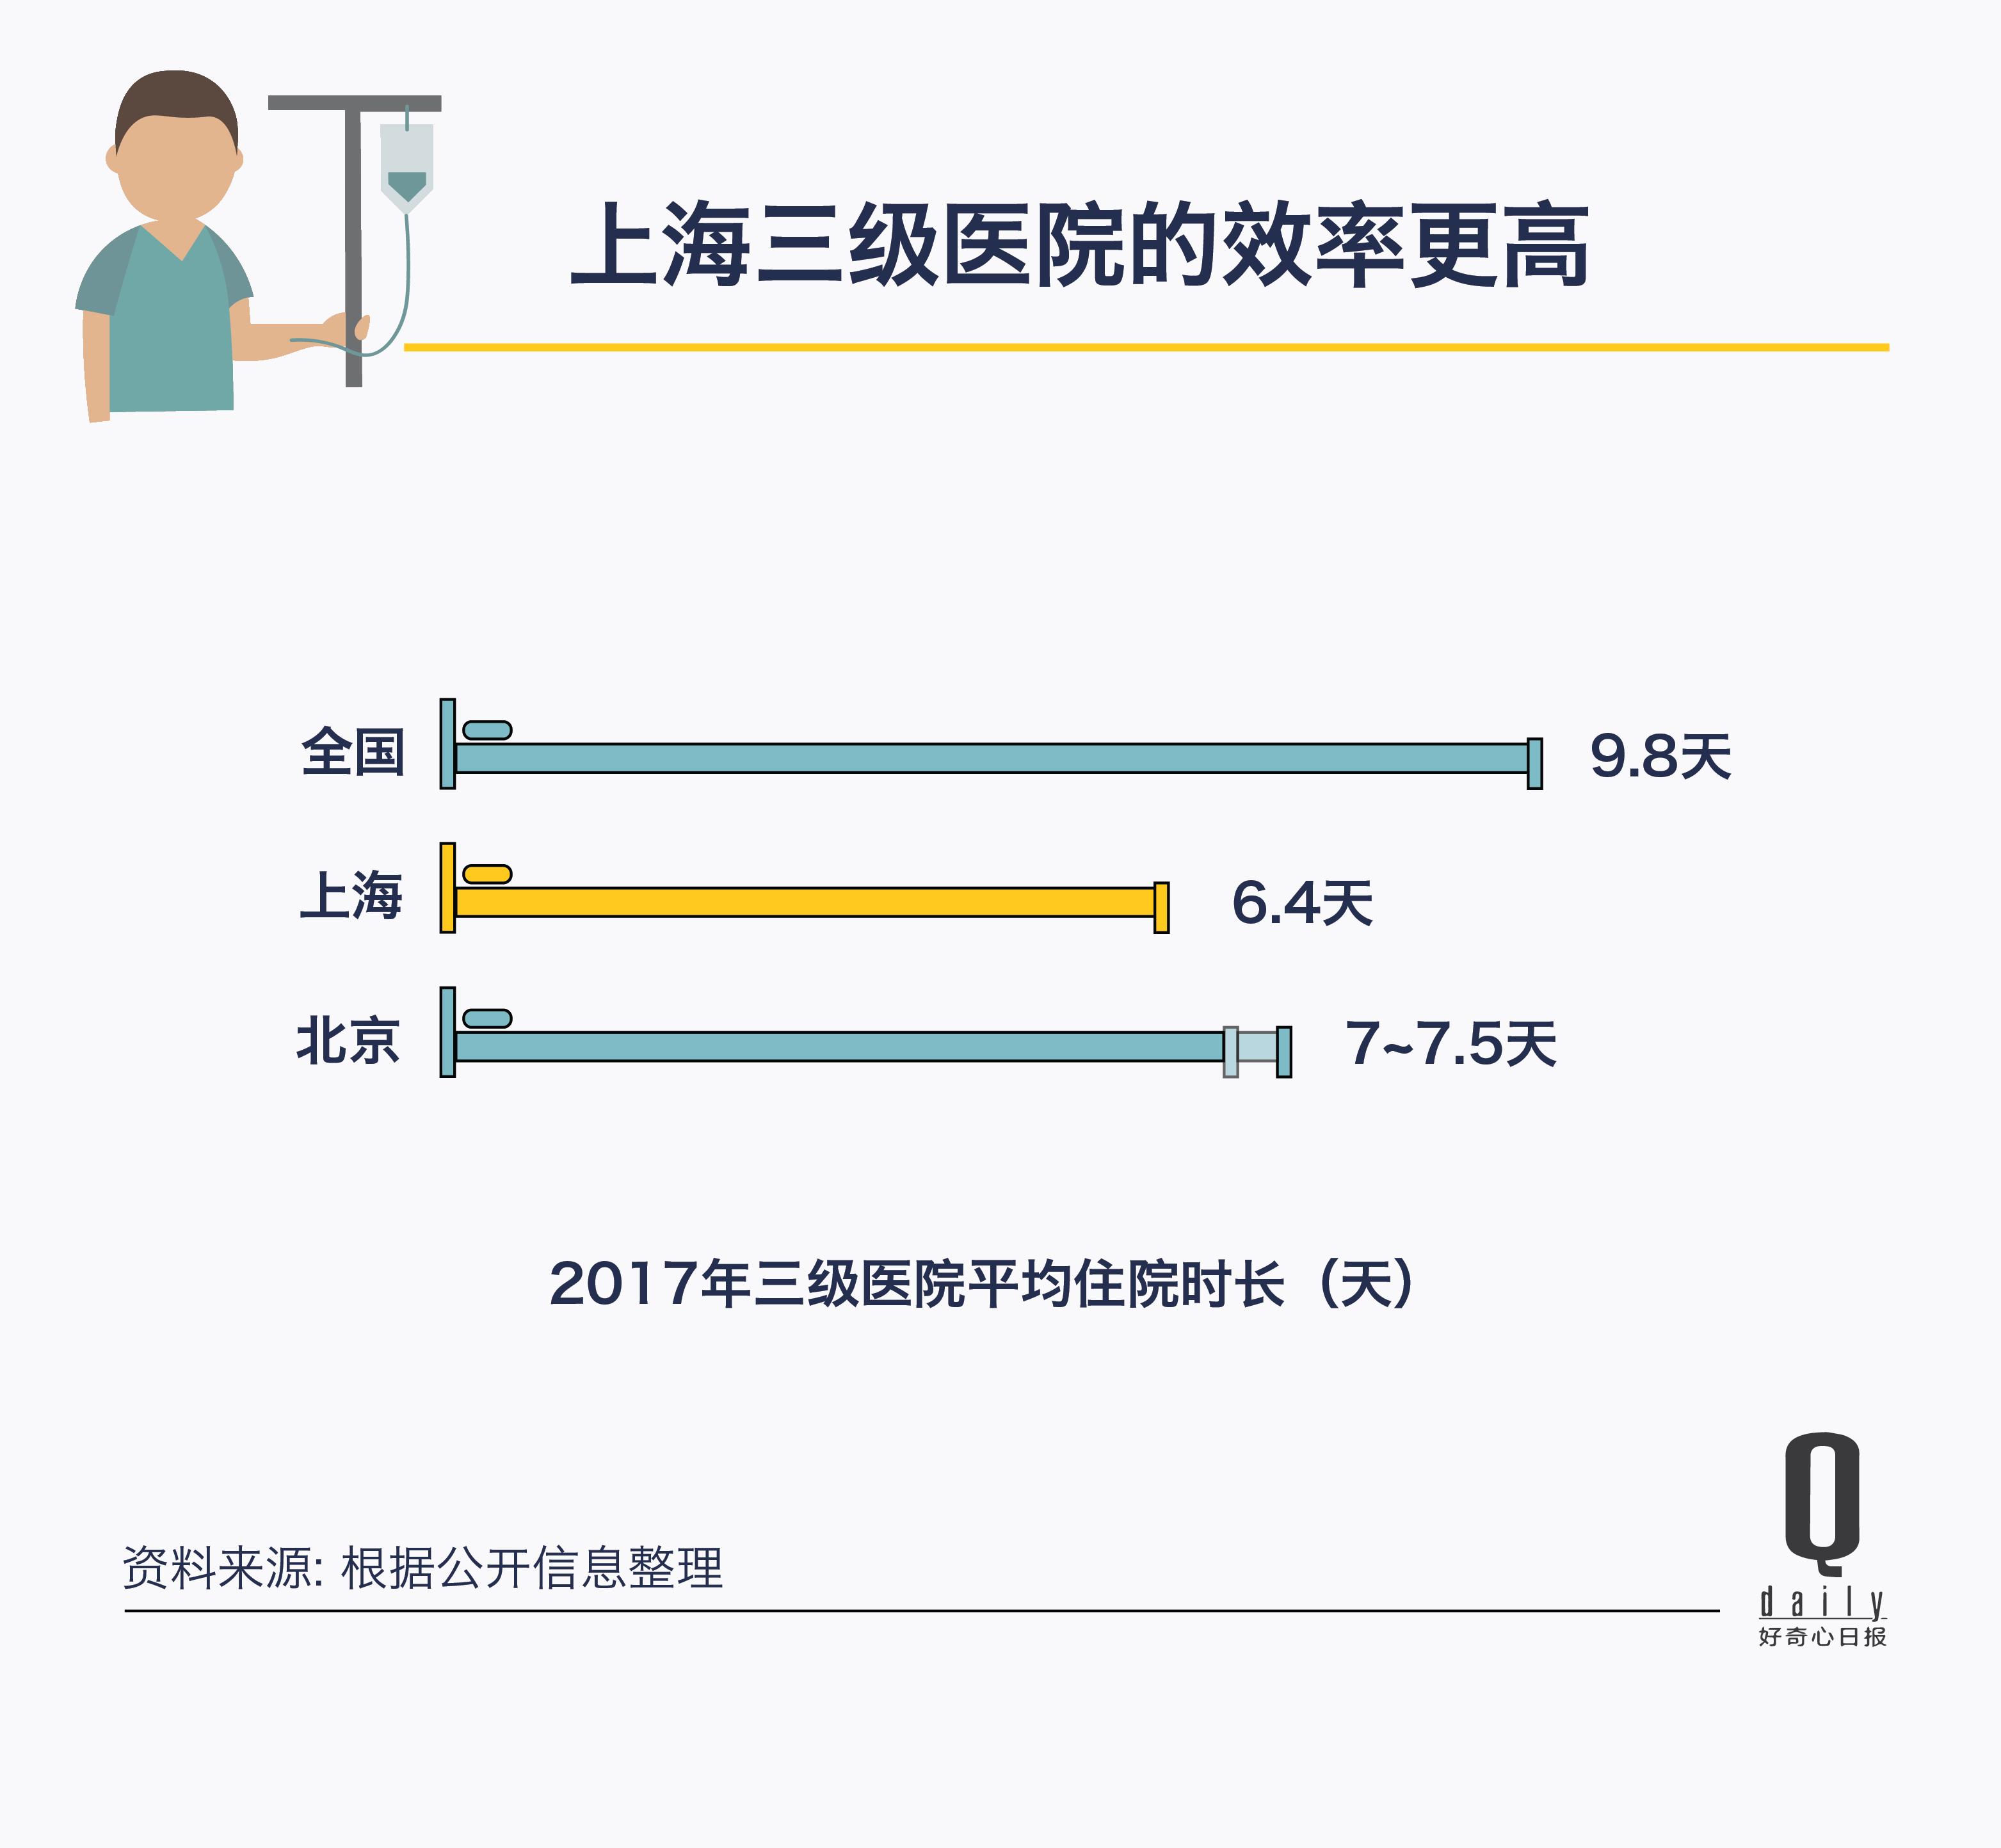 上海三级医院的效率更高
全国 9.8天
上海 6.4天
北京 7~7.5天
2017年三级医院平均住院时长（天）
资料来源: 根据公开信息整理
Q
daily
好奇心日报